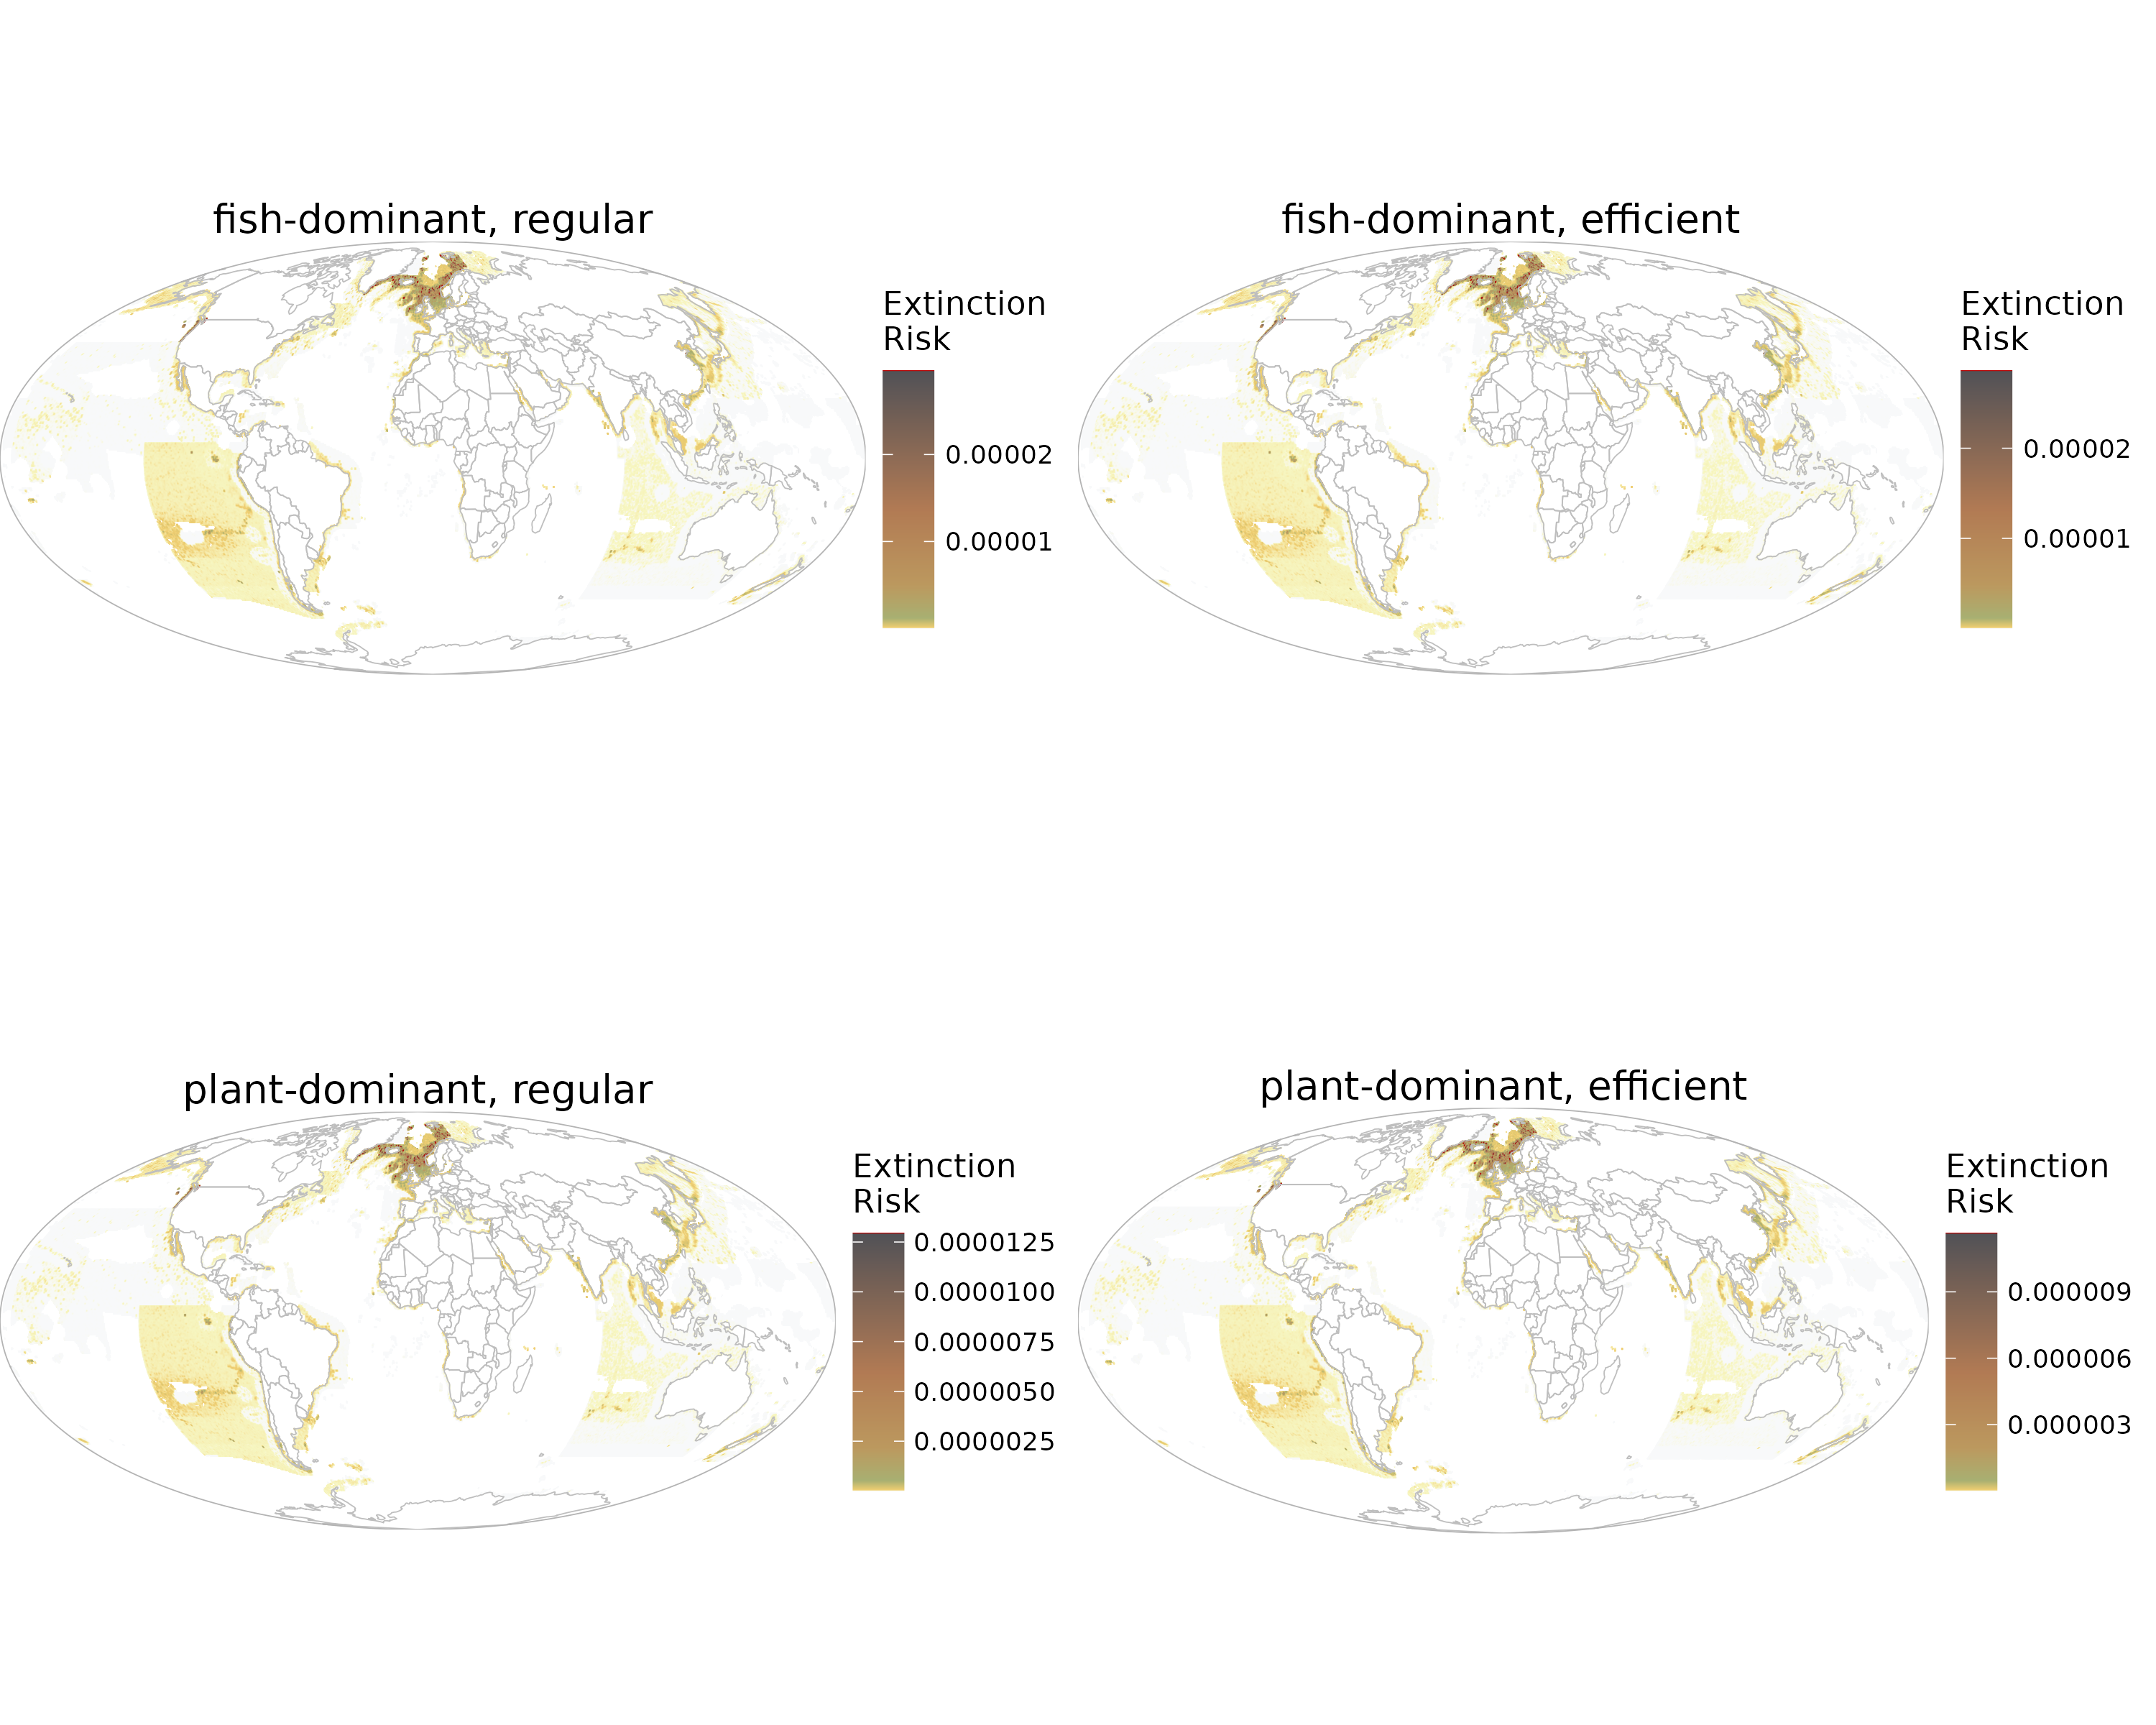 fish-dominant, regular
Extinction
Risk
0.00002
0.00001
fish-dominant, efficient
Extinction
Risk
0.00002
0.00001
plant-dominant, regular
Extinction
Risk
0.0000125
0.0000100
0.0000075
0.0000050
0.0000025
plant-dominant, efficient
Extinction
Risk
0.000009
0.000006
0.000003